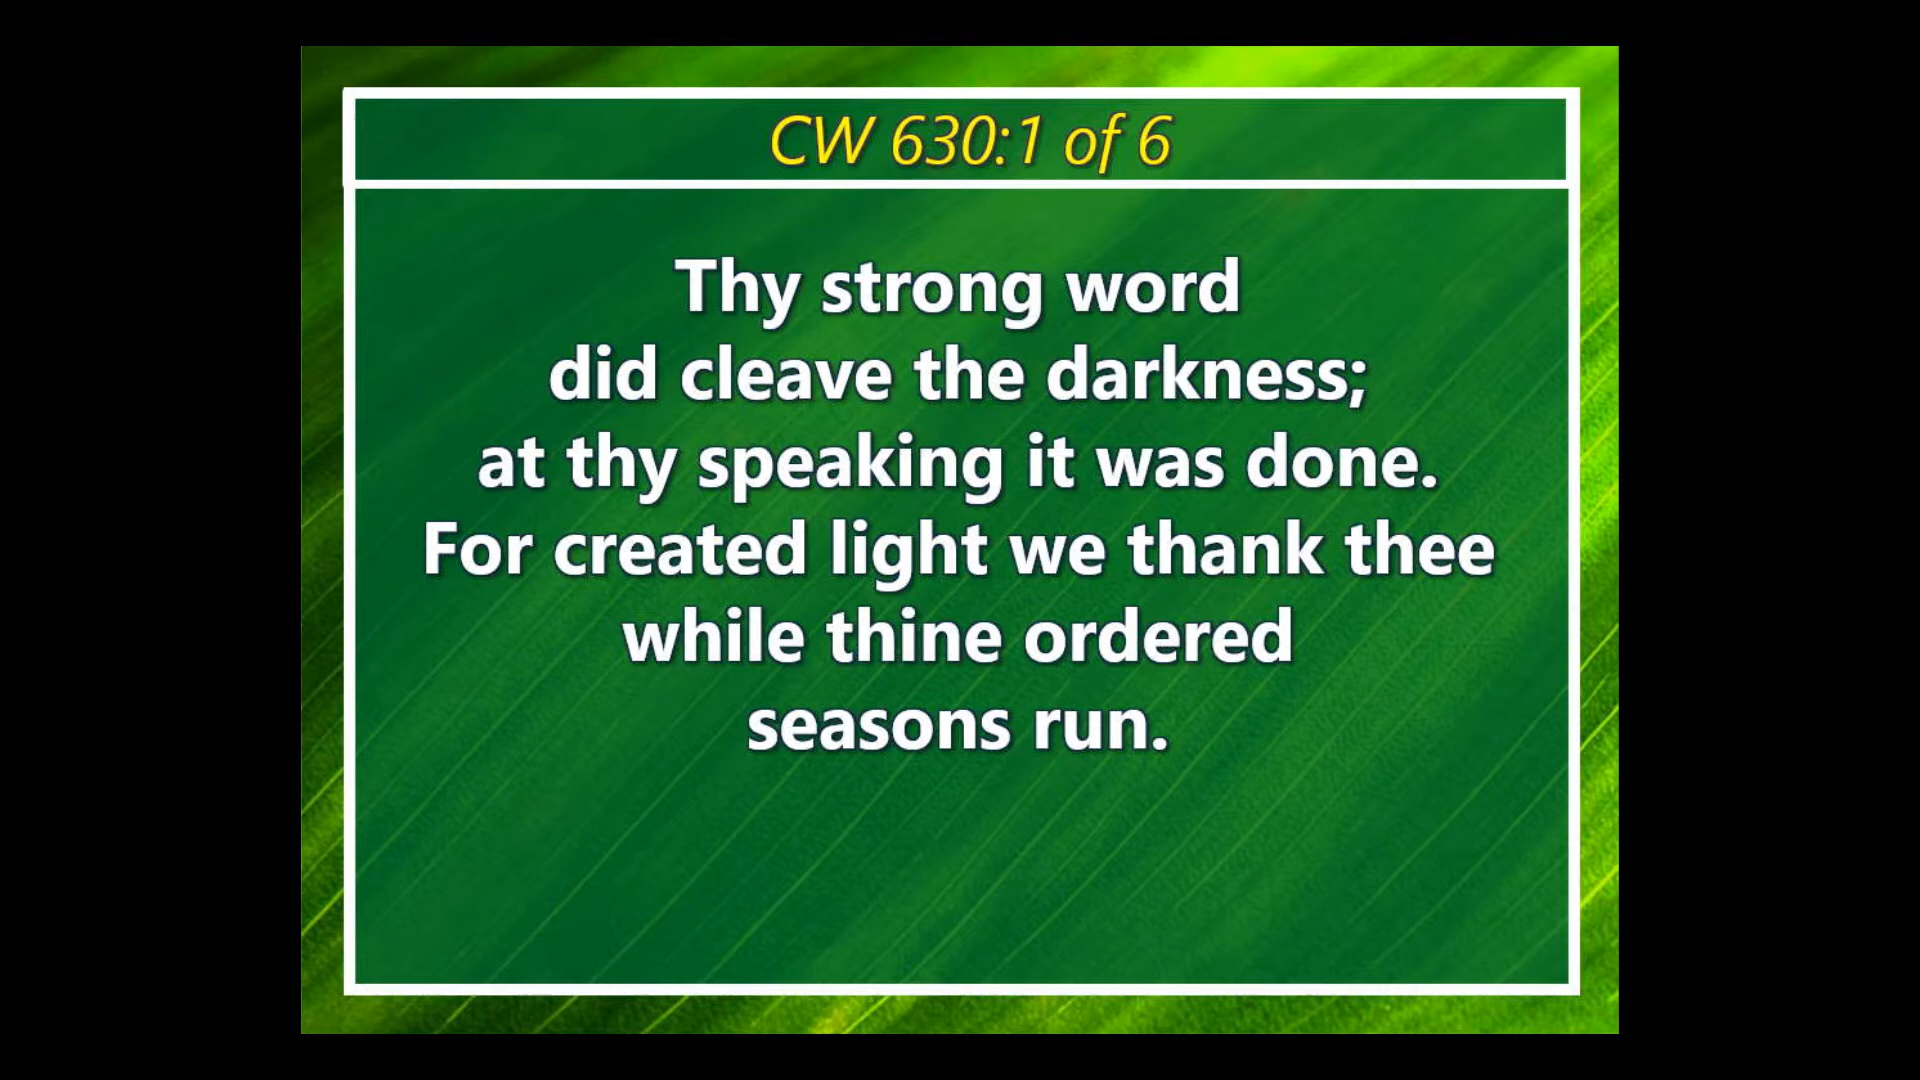 CW 630:1 of 6
Thy strong word
did cleave the darkness;
at thy speaking it was done.
For created light we thank thee
while thine ordered
seasons run.